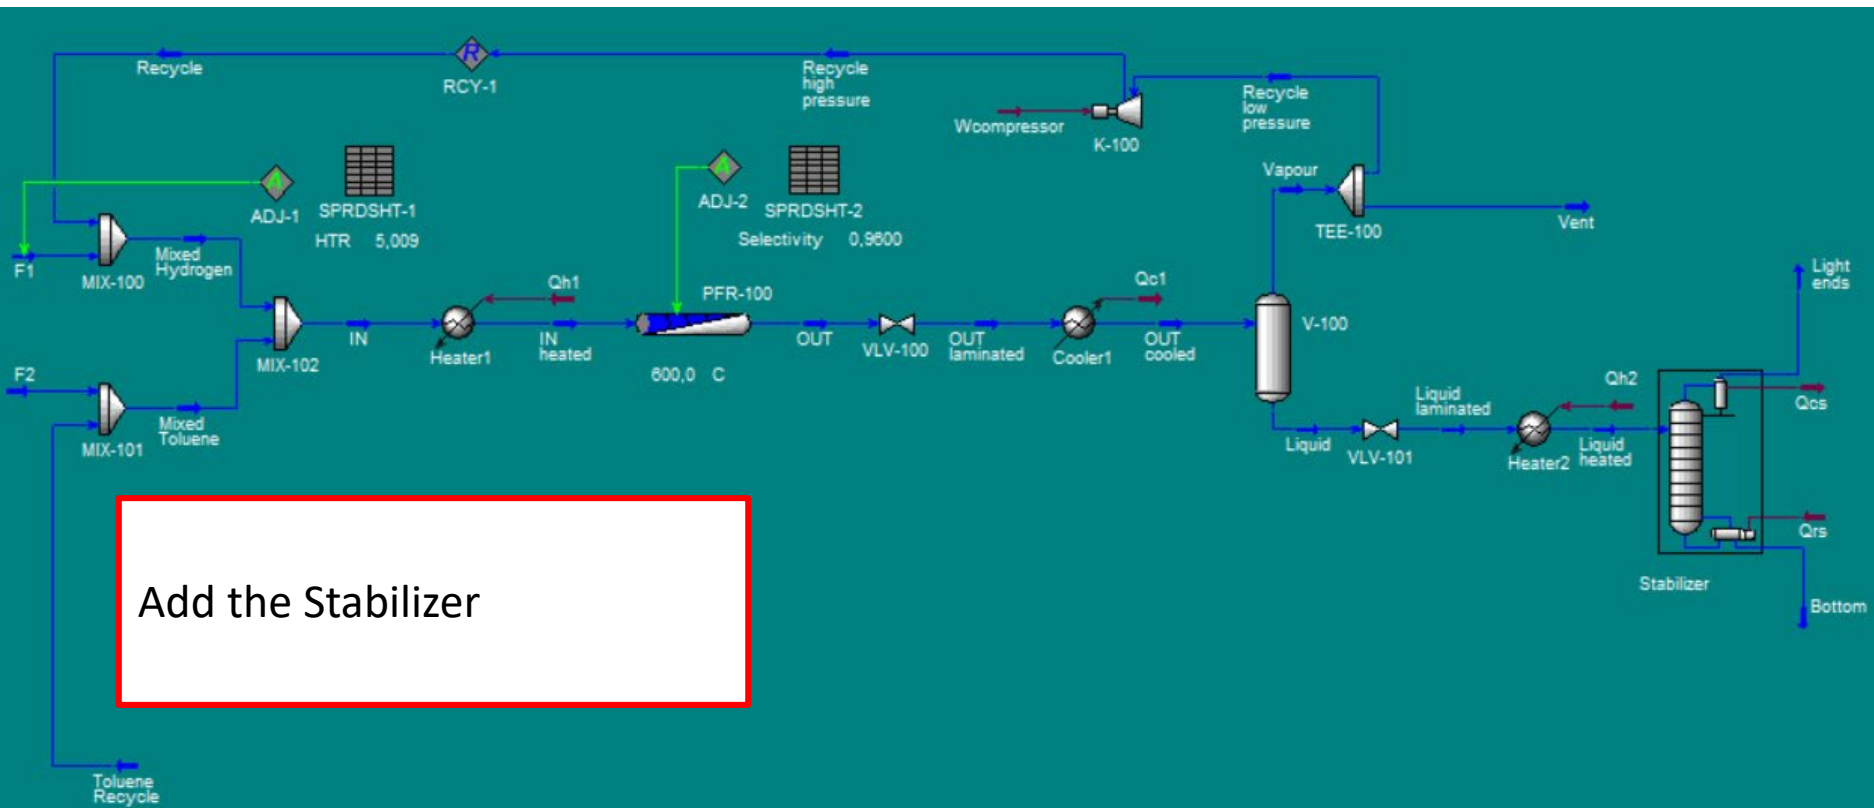 Recycle
R
RCY-1
Recycle
high
pressure
Recycle
low
pressure
Wcompressor
K-100
Vapour
A
ADJ-1
SPRDSHT-1
HTR 5,009
A
ADJ-2
SPRDSHT-2
Selectivity 0,9600
TEE-100
Vent
F1
MIX-100
Mixed
Hydrogen
Light
ends
Qh1
PFR-100
Qc1
V-100
MIX-102
IN
Heater1
IN
heated
600,0 C
OUT
VLV-100
OUT
laminated
Cooler1
OUT
cooled
F2
MIX-101
Mixed
Toluene
Liquid
laminated
Qh2
Qcs
Liquid
VLV-101
Heater2
Liquid
heated
Qrs
Stabilizer
Bottom
Add the Stabilizer
Toluene
Recycle